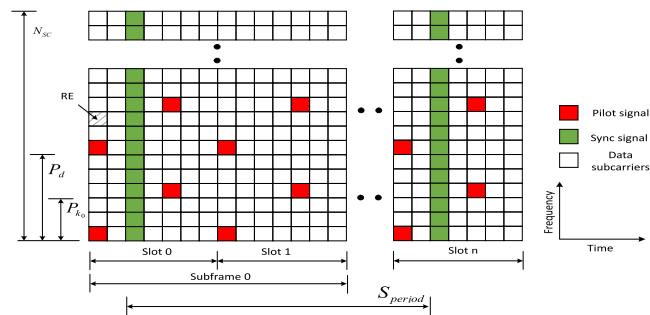 N_SC
RE
P_d
P_k0
Slot 0
Slot 1
Slot n
Subframe 0
S_period
Pilot signal
Sync signal
Data
subcarriers
Frequency
Time